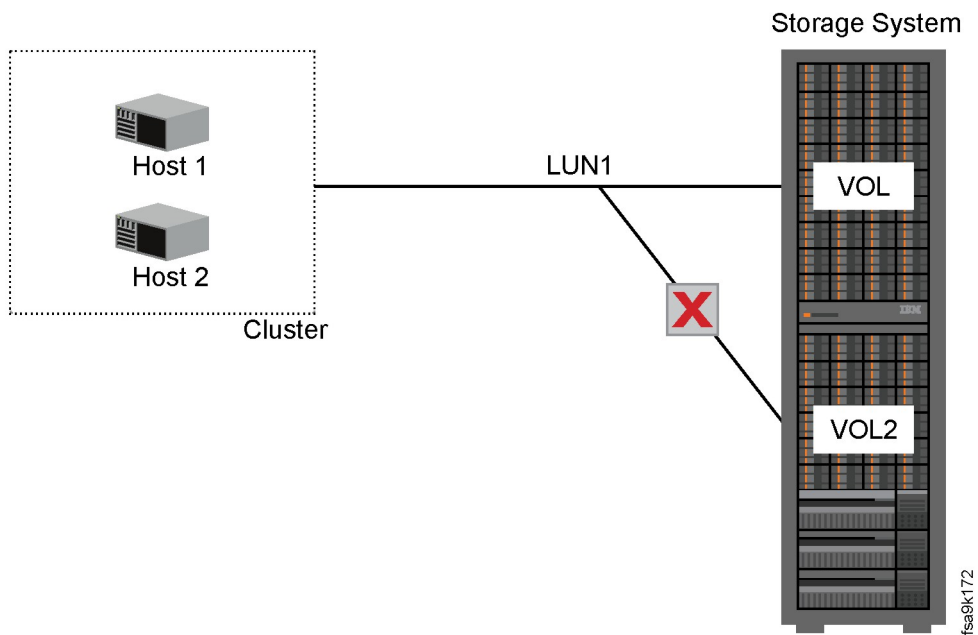 Storage System
Host 1
LUN1
VOL
Host 2
Cluster
IBM
VOL2
fsa9k172